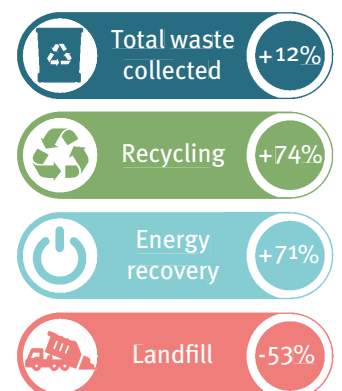 Total waste
collected
+12%
Recycling
+74%
Energy
recovery
+71%
Landfill
-53%